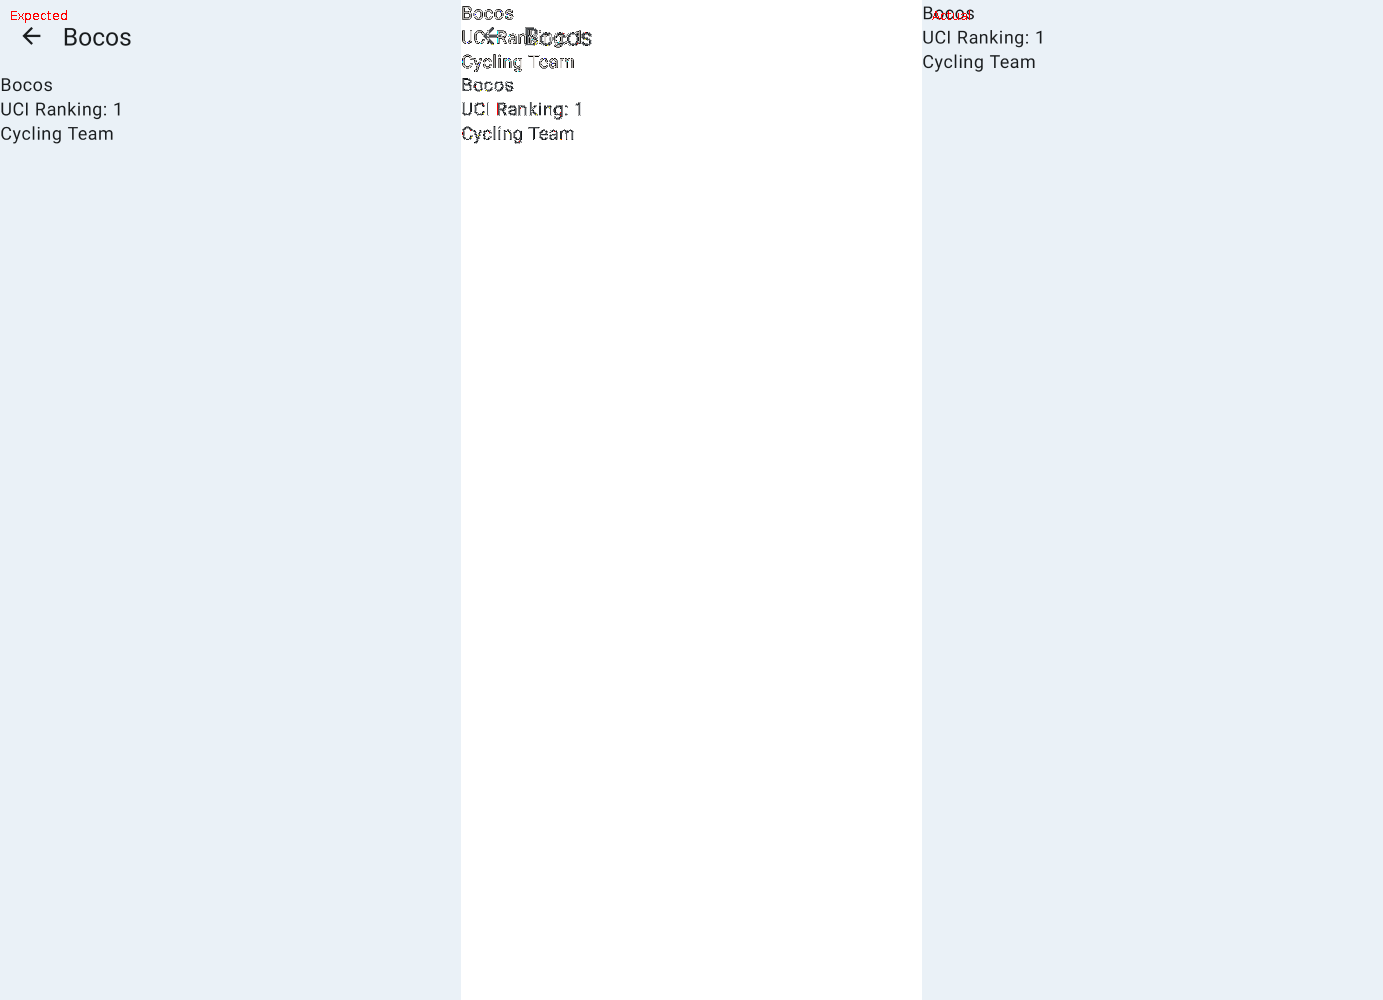 Expected
Bocos
Bocos
UCI Ranking: 1
Cycling Team
Bocos
UCI Ranking: 1
Bocos
Cycling Team
Bocos
UCI Ranking: 1
Cycling Team
Actual
Bocos
UCI Ranking: 1
Cycling Team